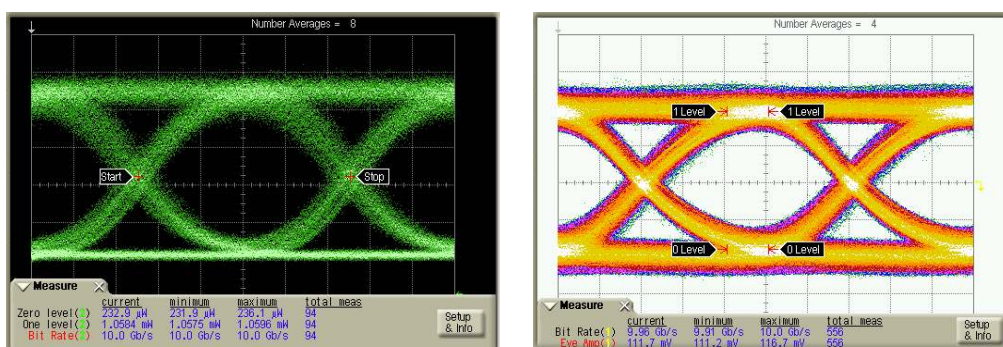 Number Averages = 8
Start
Stop
Measure
current minimum maximum total meas
Zero level(2) 232.9 µW 231.9 µW 236.1 µW 94
One level(2) 1.0584 mW 1.0575 mW 1.0596 mW 94
Bit Rate(2) 10.0 Gb/s 10.0 Gb/s 10.0 Gb/s 94
Setup
& Info
Number Averages = 4
1 Level 1 Level
0 Level 0 Level
Measure
current minimum maximum total meas
Bit Rate(1) 9.96 Gb/s 9.91 Gb/s 10.0 Gb/s 556
Eye Amp(1) 111.7 mV 111.2 mV 116.7 mV 556
Setup
& Info